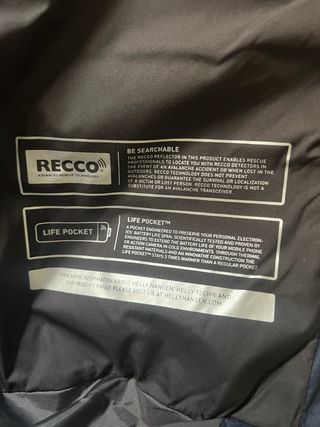 RECCO
ADVANCED RESCUE TECHNOLOGY
BE SEARCHABLE
THE RECCO REFLECTOR IN THIS PRODUCT ENABLES RESCUE
PROFESSIONALS TO LOCATE YOU WITH RECCO DETECTORS IN
THE EVENT OF AN AVALANCHE ACCIDENT OR WHEN LOST IN THE
OUTDOORS. RECCO TECHNOLOGY DOES NOT PREVENT
AVALANCHES OR GUARANTEE THE SURVIVAL OR LOCALIZATION
OF A VICTIM OR LOST PERSON. RECCO TECHNOLOGY IS NOT A
SUBSTITUTE FOR AN AVALANCHE TRANSCEIVER.
LIFE POCKET
LIFE POCKET™
A POCKET ENGINEERED TO PRESERVE YOUR PERSONAL ELECTRON-
ICS' BATTERY LIFE SPAN. SCIENTIFICALLY TESTED AND PROVEN BY
ENGINEERS TO EXTEND THE BATTERY LIFE OF YOUR MOBILE PHONE
OR ACTION CAMERA IN COLD ENVIRONMENTS. THROUGH THERMAL
RESISTANT MATERIALS AND AN INNOVATIVE CONSTRUCTION THE
LIFE POCKET™ STAYS 3 TIMES WARMER THAN A REGULAR POCKET.
FOR MORE INFORMATION ABOUT HELLY HANSEN, HELLY TECH® AND
OUR PRODUCT RANGE PLEASE VISIT US AT HELLYHANSEN.COM